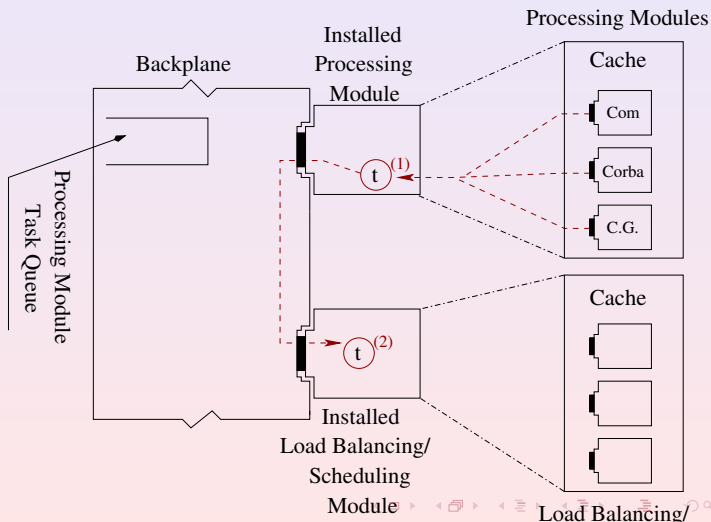 Processing Modules
Installed
Processing
Module
Backplane
Cache
Com
Corba
C.G.
t
(1)
Processing Module
Task Queue
Cache
t
(2)
Installed
Load Balancing/
Scheduling
Module
Load Balancing/